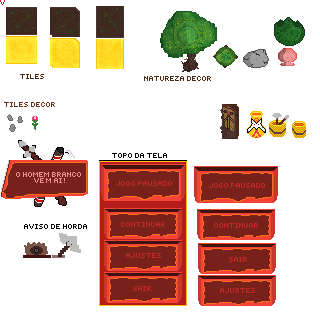 TILES
NATUREZA DECOR
TILES DECOR
O HOMEM BRANCO
VEM AI!
TOPO DA TELA
JOGO PAUSADO
CONTINUAR
AJUSTES
SAIR
AVISO DE HORDA
JOGO PAUSADO
CONTINUAR
SAIR
AJUSTES